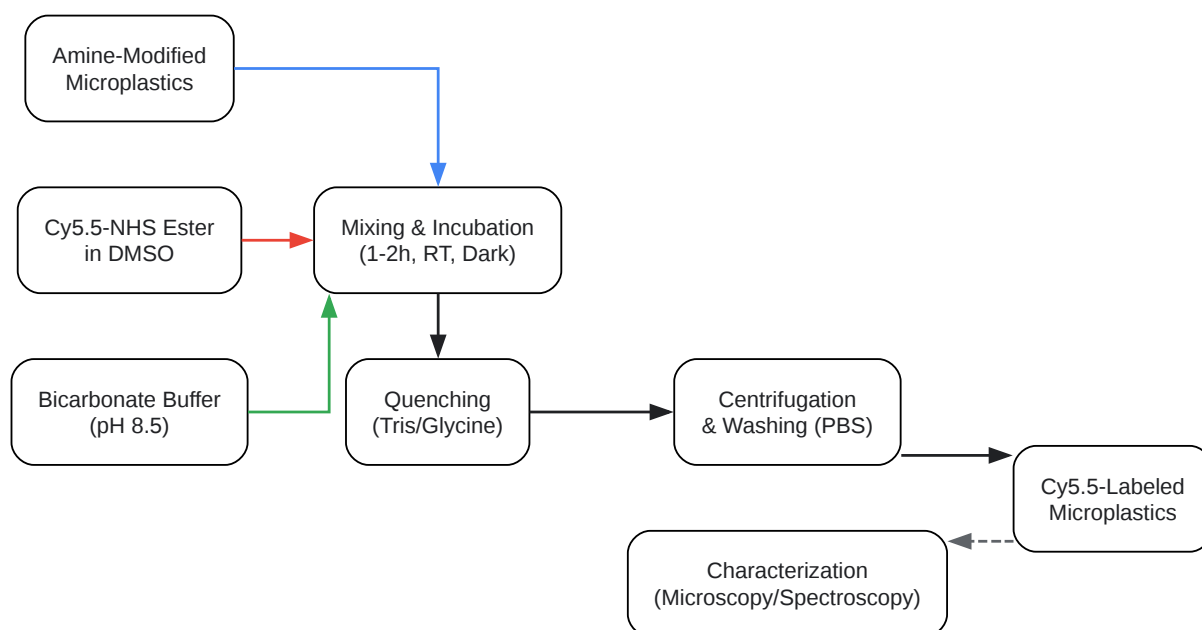 Amine-Modified
Microplastics
Cy5.5-NHS Ester
in DMSO
Mixing & Incubation
(1-2h, RT, Dark)
Bicarbonate Buffer
(pH 8.5)
Quenching
(Tris/Glycine)
Centrifugation
& Washing (PBS)
Cy5.5-Labeled
Microplastics
Characterization
(Microscopy/Spectroscopy)